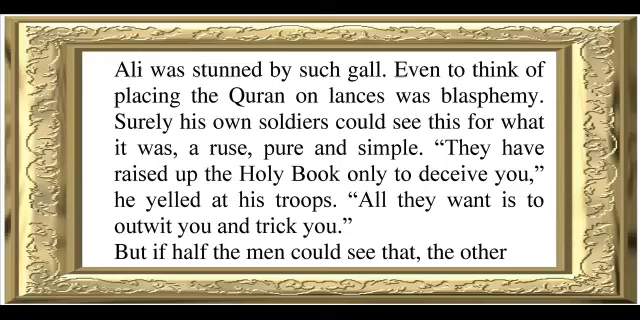 Ali was stunned by such gall. Even to think of
placing the Quran on lances was blasphemy.
Surely his own soldiers could see this for what
it was, a ruse, pure and simple. “They have
raised up the Holy Book only to deceive you,”
he yelled at his troops. “All they want is to
outwit you and trick you.”
But if half the men could see that, the other